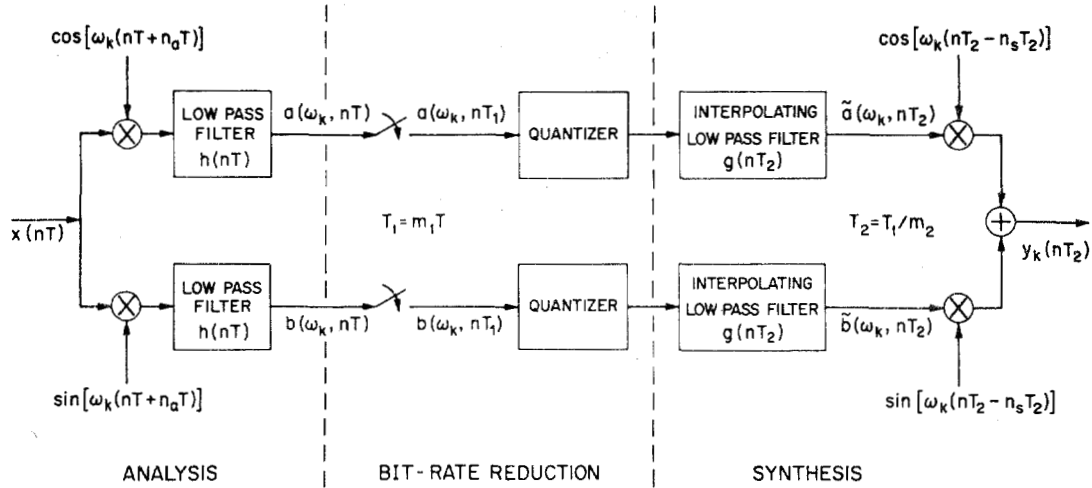 cos[ωₖ(nT+nₐT)]
cos[ωₖ(nT₂−nₛT₂)]
LOW PASS
FILTER
h(nT)
a(ωₖ, nT)
a(ωₖ, nT₁)
QUANTIZER
INTERPOLATING
LOW PASS FILTER
g(nT₂)
ã(ωₖ, nT₂)
x(nT)
T₁=m₁T
T₂=T₁/m₂
yₖ(nT₂)
LOW PASS
FILTER
h(nT)
b(ωₖ, nT)
b(ωₖ, nT₁)
QUANTIZER
INTERPOLATING
LOW PASS FILTER
g(nT₂)
b̃(ωₖ, nT₂)
sin[ωₖ(nT+nₐT)]
sin[ωₖ(nT₂−nₛT₂)]
ANALYSIS
BIT-RATE REDUCTION
SYNTHESIS